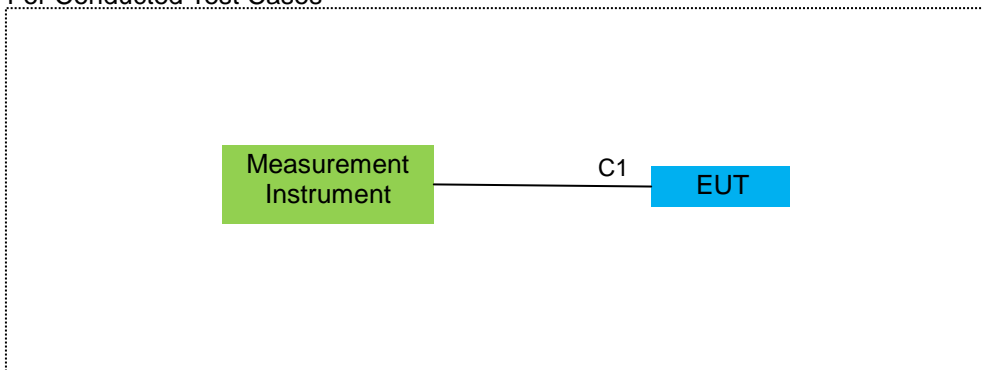 For Conducted Test Cases
Measurement
Instrument
C1
EUT